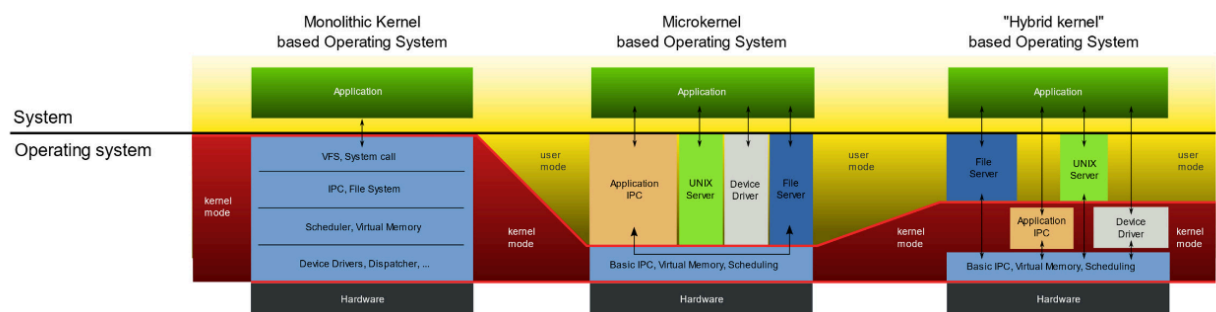 Monolithic Kernel
based Operating System
Microkernel
based Operating System
"Hybrid kernel"
based Operating System
Application
Application
Application
System
Operating system
kernel
mode
VFS, System call
IPC, File System
Scheduler, Virtual Memory
Device Drivers, Dispatcher, ...
Hardware
kernel
mode
user
mode
Application
IPC
UNIX
Server
Device
Driver
File
Server
Basic IPC, Virtual Memory, Scheduling
Hardware
user
mode
kernel
mode
File
Server
UNIX
Server
Application
IPC
Device
Driver
Basic IPC, Virtual Memory, Scheduling
Hardware
user
mode
kernel
mode